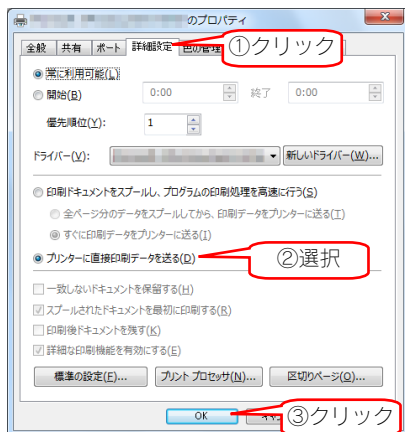 のプロパティ
全般 共有 ポート 詳細設定 色の管理
①クリック
常に利用可能(L)
開始(B) 0:00 終了 0:00
優先順位(Y): 1
ドライバー(V): 新しいドライバー(W)...
印刷ドキュメントをスプールし、プログラムの印刷処理を高速に行う(S)
全ページ分のデータをスプールしてから、印刷データをプリンターに送る(T)
すぐに印刷データをプリンターに送る(I)
プリンターに直接印刷データを送る(D)
②選択
一致しないドキュメントを保留する(H)
スプールされたドキュメントを最初に印刷する(R)
印刷後ドキュメントを残す(K)
詳細な印刷機能を有効にする(E)
標準の設定(F)... プリント プロセッサ(N)... 区切りページ(O)...
OK
③クリック